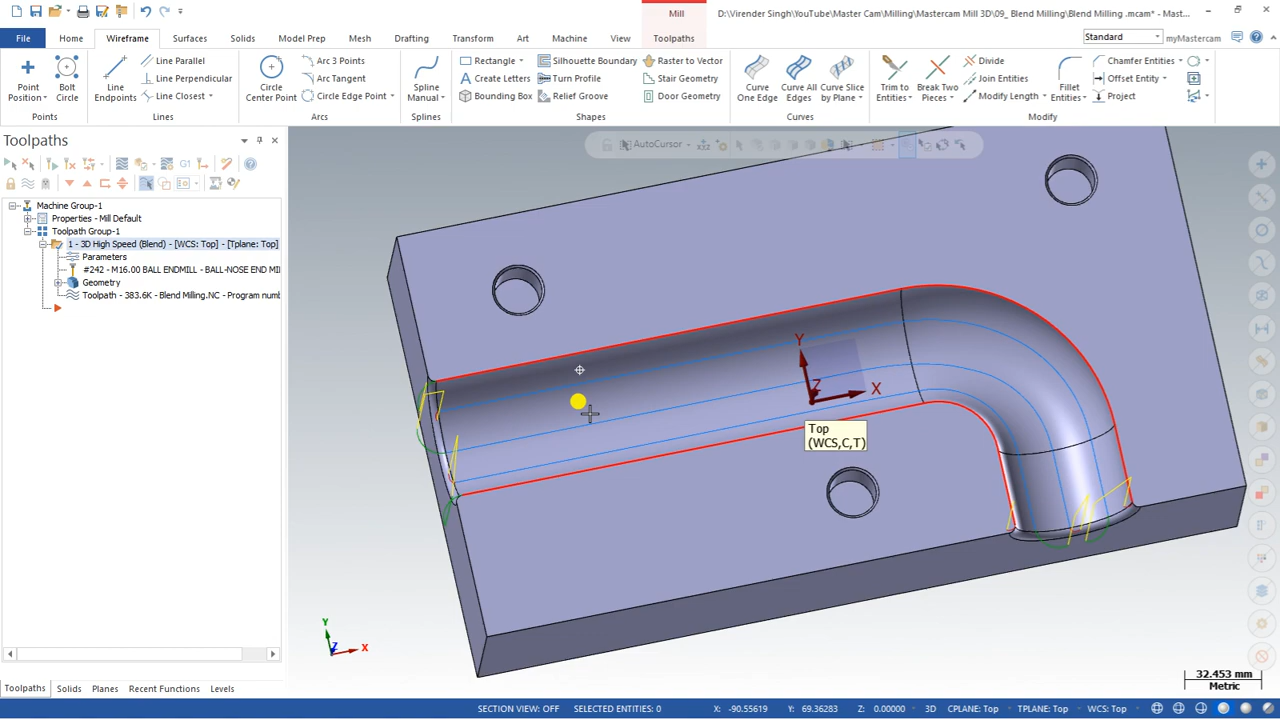 Mill
D:\Virender Singh\YouTube\Master Cam\Milling\Mastercam Mill 3D\09_ Blend Milling\Blend Milling .mcam* - Mast...
File
Home
Wireframe
Surfaces
Solids
Model Prep
Mesh
Drafting
Transform
Art
Machine
View
Toolpaths
Standard
myMastercam
Point Position
Bolt Circle
Points
Line Endpoints
Line Parallel
Line Perpendicular
Line Closest
Lines
Circle Center Point
Arc 3 Points
Arc Tangent
Circle Edge Point
Arcs
Spline Manual
Splines
Rectangle
Create Letters
Bounding Box
Silhouette Boundary
Turn Profile
Relief Groove
Raster to Vector
Stair Geometry
Door Geometry
Shapes
Curve One Edge
Curve All Edges
Curve Slice by Plane
Curves
Trim to Entities
Break Two Pieces
Divide
Join Entities
Modify Length
Fillet Entities
Chamfer Entities
Offset Entity
Project
Modify
Toolpaths
G1
Machine Group-1
Properties - Mill Default
Toolpath Group-1
1 - 3D High Speed (Blend) - [WCS: Top] - [Tplane: Top]
Parameters
#242 - M16.00 BALL ENDMILL - BALL-NOSE END MI
Geometry
Toolpath - 383.6K - Blend Milling.NC - Program numb
AutoCursor
Y
Z
X
Top
(WCS,C,T)
Y
Z
X
32.453 mm
Metric
Toolpaths
Solids
Planes
Recent Functions
Levels
SECTION VIEW: OFF
SELECTED ENTITIES: 0
X: -90.55619
Y: 69.36283
Z: 0.00000
3D
CPLANE: Top
TPLANE: Top
WCS: Top